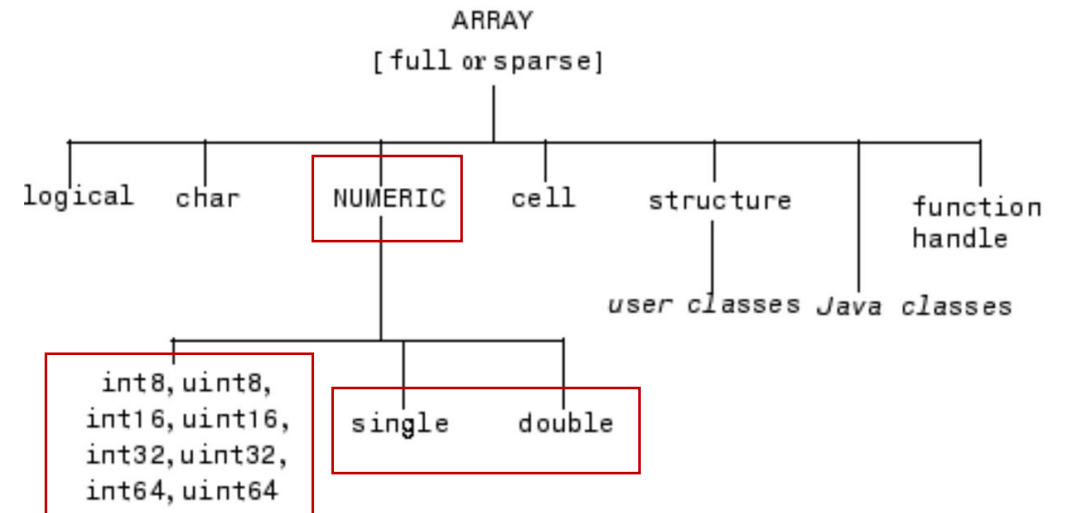 ARRAY
[full or sparse]
logical
char
NUMERIC
cell
structure
function
handle
user classes
Java classes
int8, uint8,
int16, uint16,
int32, uint32,
int64, uint64
single
double